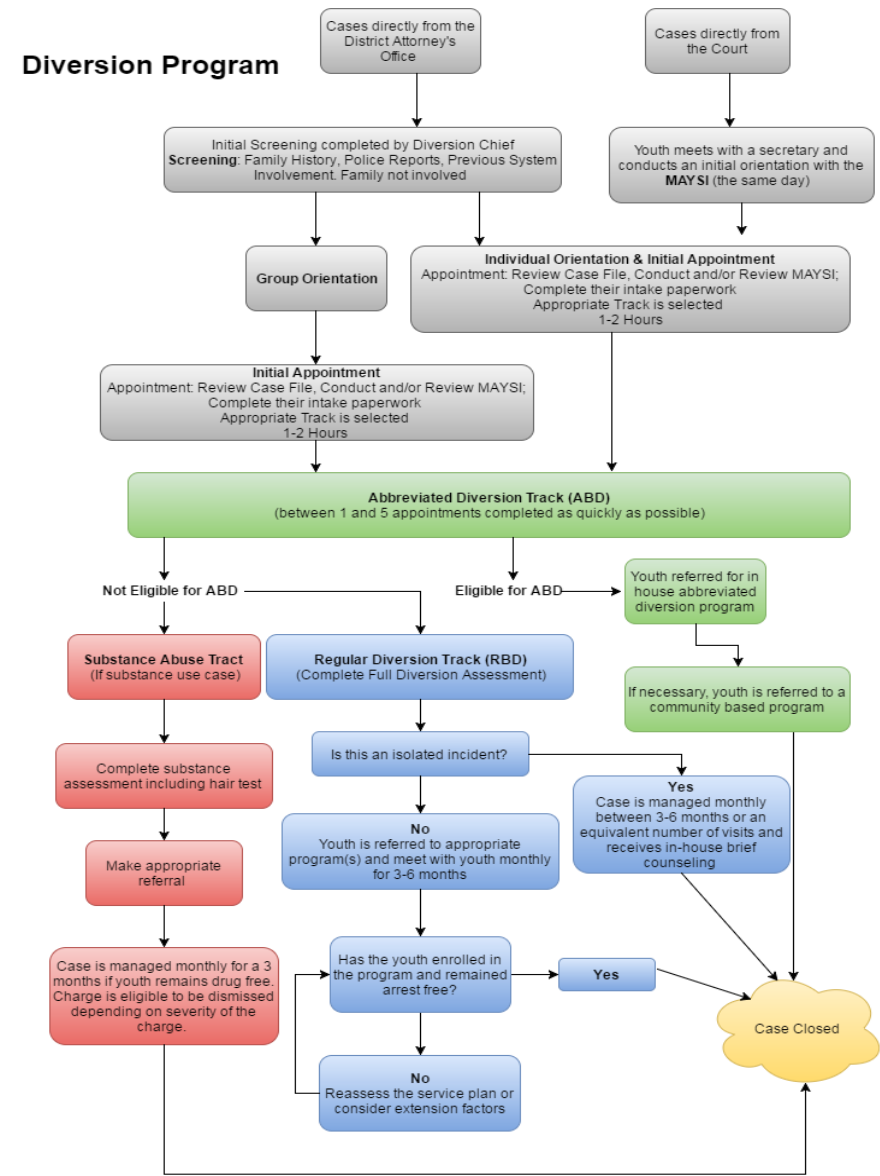 Diversion Program
Cases directly from the
District Attorney's
Office
Cases directly from
the Court
Initial Screening completed by Diversion Chief
Screening: Family History, Police Reports, Previous System
Involvement. Family not involved
Youth meets with a secretary and
conducts an initial orientation with the
MAYSI (the same day)
Group Orientation
Individual Orientation & Initial Appointment
Appointment: Review Case File, Conduct and/or Review MAYSI;
Complete their intake paperwork
Appropriate Track is selected
1-2 Hours
Initial Appointment
Appointment: Review Case File, Conduct and/or Review MAYSI;
Complete their intake paperwork
Appropriate Track is selected
1-2 Hours
Abbreviated Diversion Track (ABD)
(between 1 and 5 appointments completed as quickly as possible)
Not Eligible for ABD
Eligible for ABD
Youth referred for in
house abbreviated
diversion program
Substance Abuse Tract
(If substance use case)
Regular Diversion Track (RBD)
(Complete Full Diversion Assessment)
If necessary, youth is referred to a
community based program
Complete substance
assessment including hair test
Is this an isolated incident?
Yes
Case is managed monthly
between 3-6 months or an
equivalent number of visits and
receives in-house brief
counseling
No
Youth is referred to appropriate
program(s) and meet with youth monthly
for 3-6 months
Make appropriate
referral
Case is managed monthly for a 3
months if youth remains drug free.
Charge is eligible to be dismissed
depending on severity of the
charge.
Has the youth enrolled in
the program and remained
arrest free?
Yes
Case Closed
No
Reassess the service plan or
consider extension factors